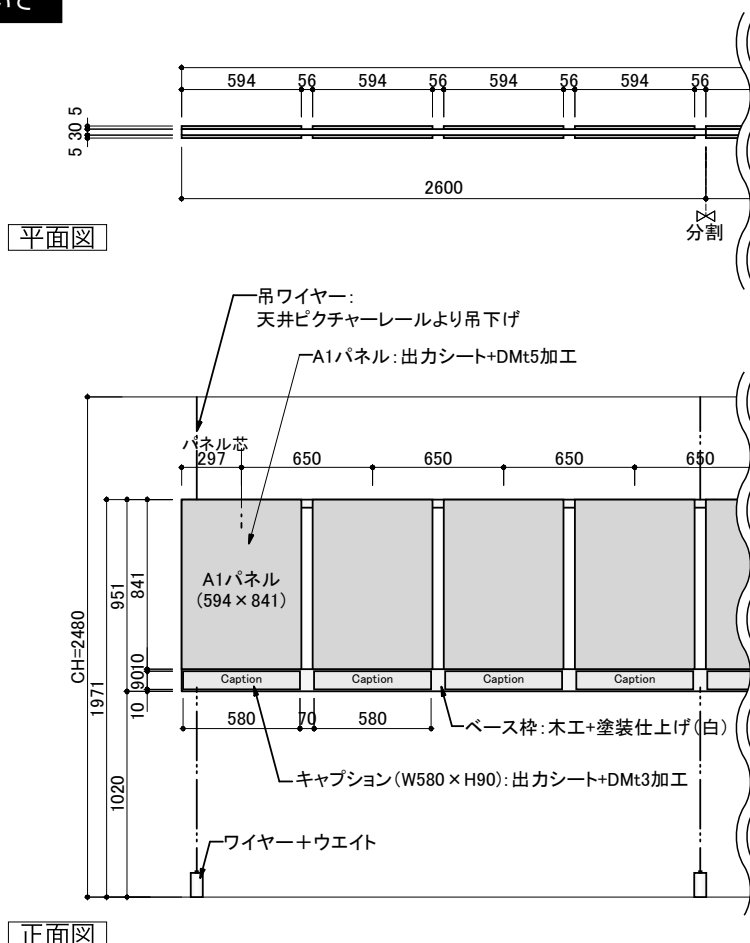 いて
594 56 594 56 594 56 594 56
5 30 5
2600
平面図
分割
吊ワイヤー：
天井ピクチャーレールより吊下げ
A1パネル：出力シート+DMt5加工
パネル芯
297 650 650 650 650
A1パネル
(594×841)
CH=2480
1971
951
841
10
90
10
1020
Caption Caption Caption Caption
580 70 580
ベース枠：木工+塗装仕上げ（白）
キャプション(W580×H90)：出力シート+DMt3加工
ワイヤー＋ウエイト
正面図